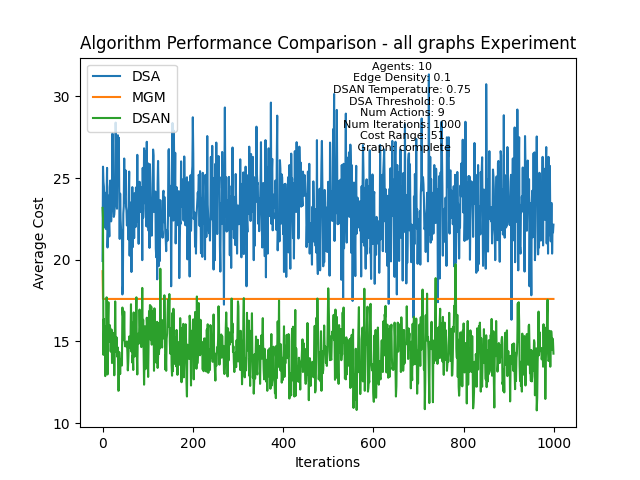 Algorithm Performance Comparison - all graphs Experiment
DSA
MGM
DSAN
Agents: 10
Edge Density: 0.1
DSAN Temperature: 0.75
DSA Threshold: 0.5
Num Actions: 9
Num Iterations: 1000
Cost Range: 51
Graph: complete
Average Cost
30
25
20
15
10
0
200
400
600
800
1000
Iterations